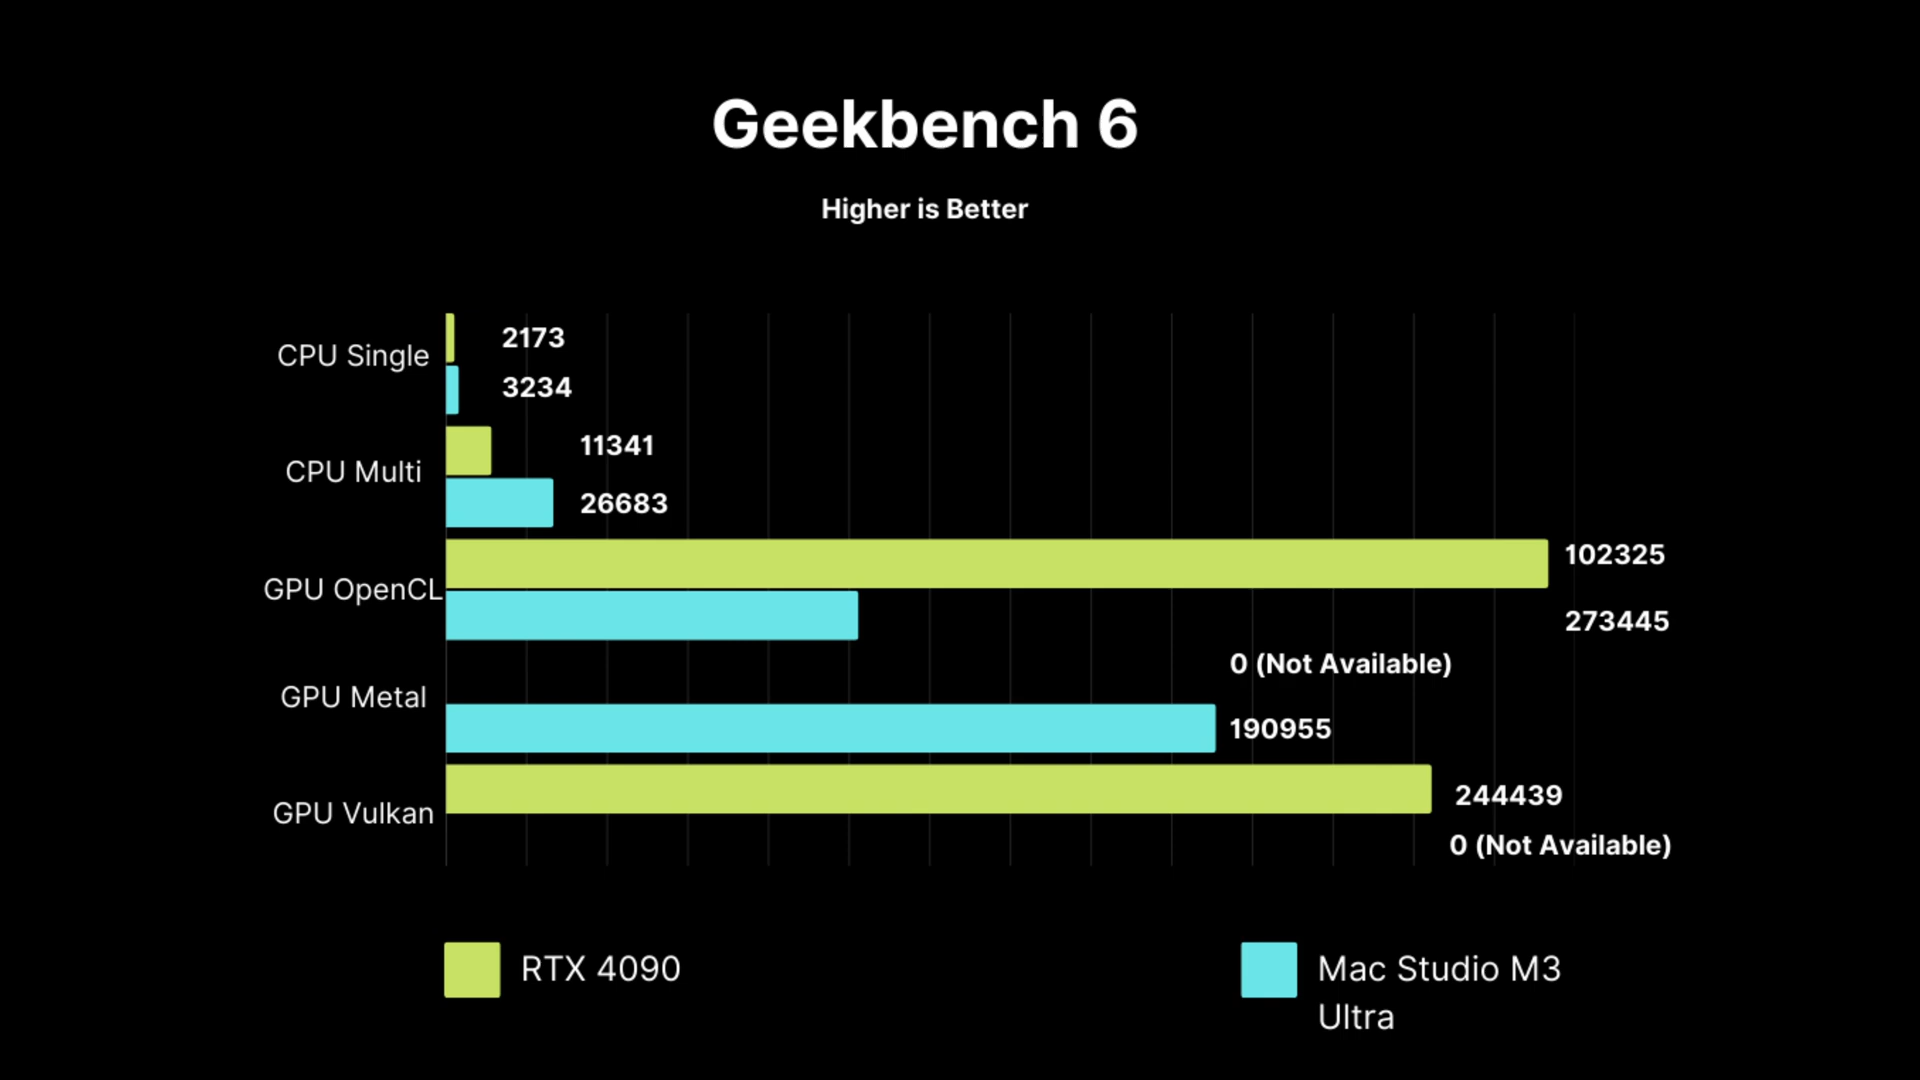 Geekbench 6
Higher is Better
CPU Single
2173
3234
CPU Multi
11341
26683
GPU OpenCL
102325
273445
GPU Metal
0 (Not Available)
190955
GPU Vulkan
244439
0 (Not Available)
RTX 4090
Mac Studio M3
Ultra